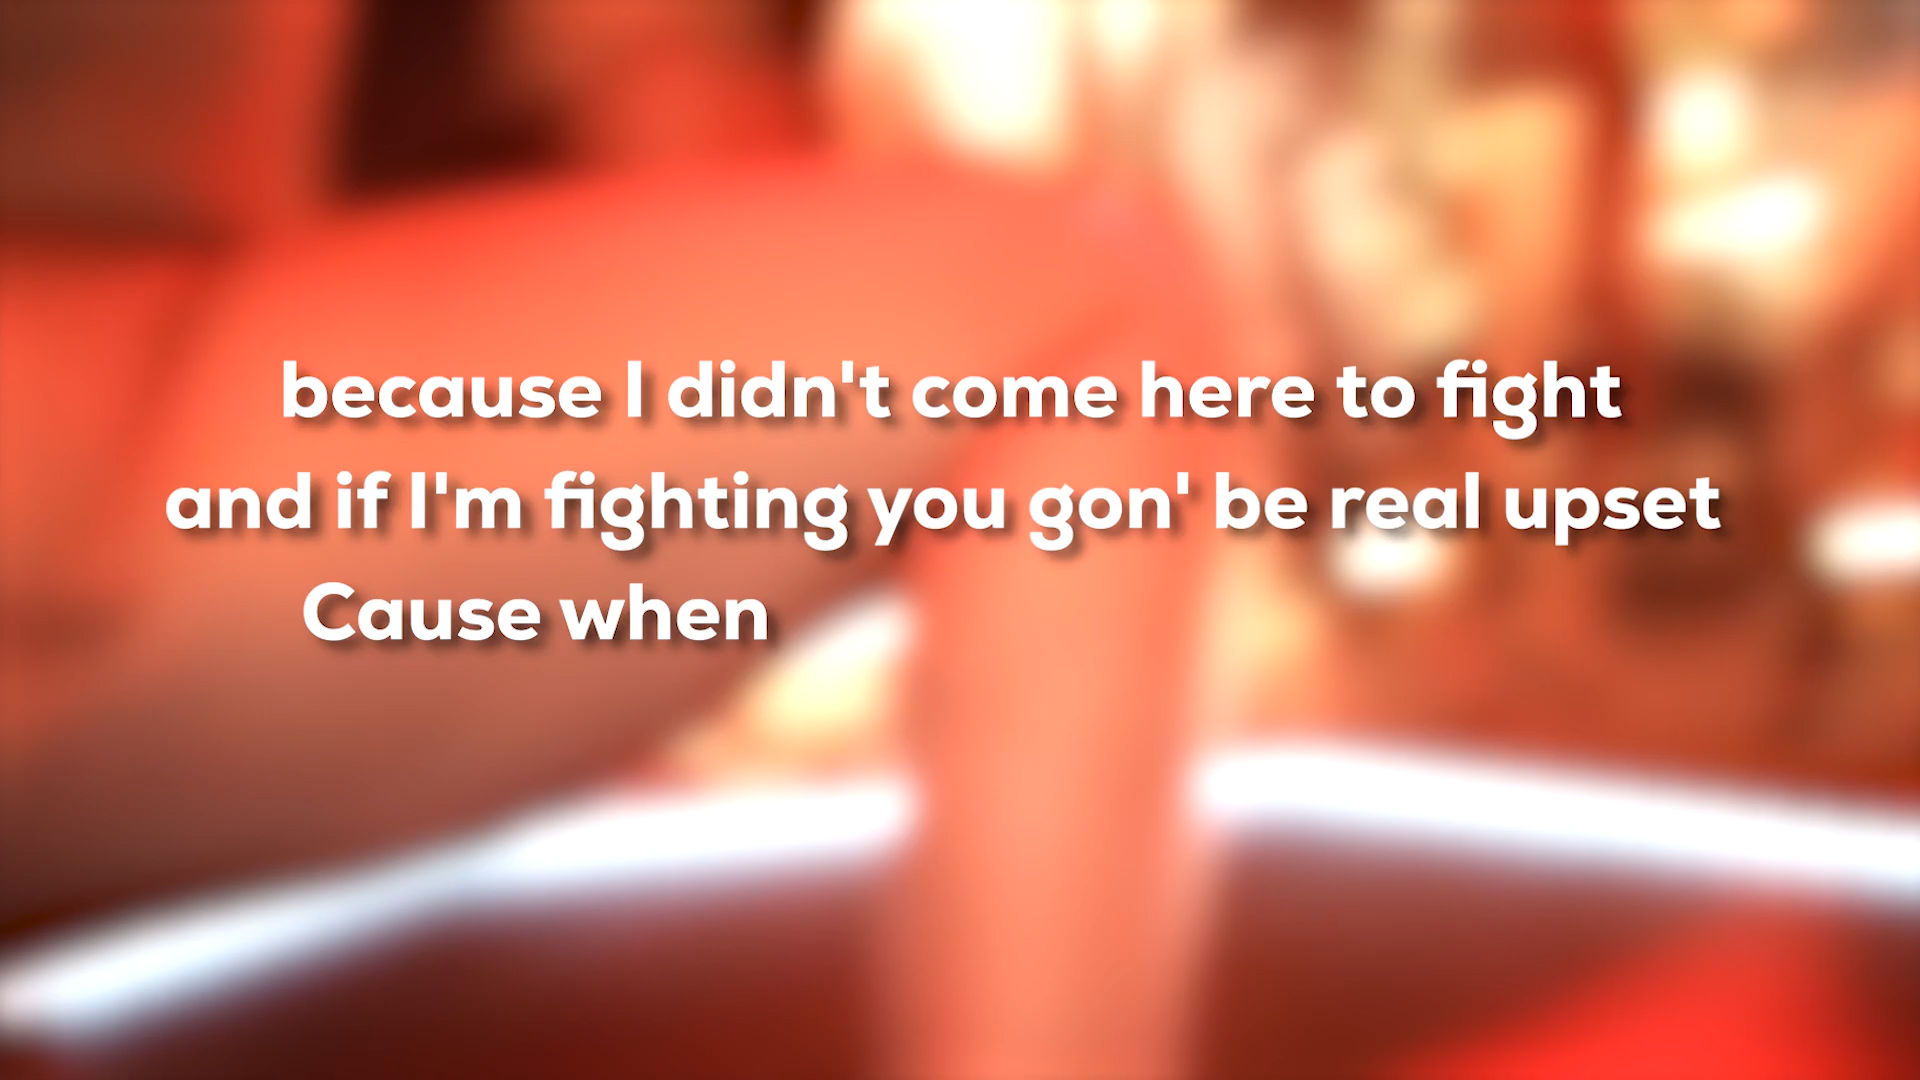 because I didn't come here to fight
and if I'm fighting you gon' be real upset
Cause when